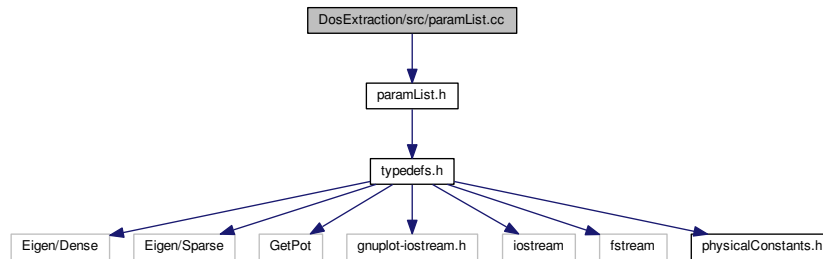 DosExtraction/src/paramList.cc
paramList.h
typedefs.h
Eigen/Dense
Eigen/Sparse
GetPot
gnuplot-iostream.h
iostream
fstream
physicalConstants.h